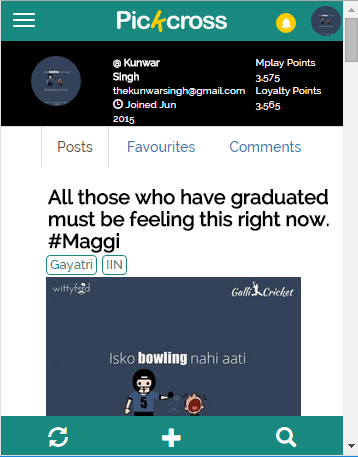 Pickcross
@ Kunwar
Singh
thekunwarsingh@gmail.com
Joined Jun
2015
Mplay Points
3,575
Loyalty Points
3,565
Posts
Favourites
Comments
All those who have graduated
must be feeling this right now.
#Maggi
Gayatri
IIN
wittyfeed
Galli Cricket
Isko bowling nahi aati
5